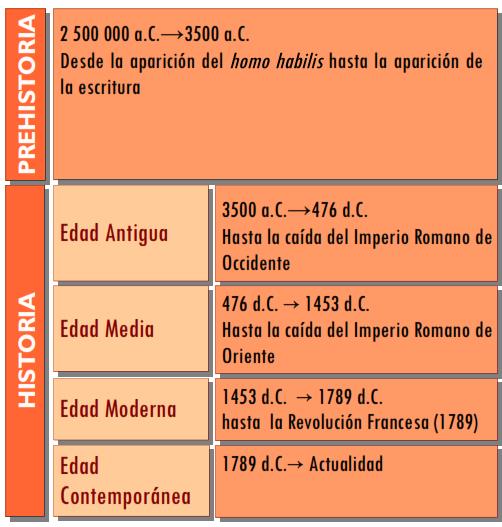 PREHISTORIA
2 500 000 a.C.→3500 a.C.
Desde la aparición del homo habilis hasta la aparición de
la escritura
HISTORIA
Edad Antigua
3500 a.C.→476 d.C.
Hasta la caída del Imperio Romano de
Occidente
Edad Media
476 d.C. → 1453 d.C.
Hasta la caída del Imperio Romano de
Oriente
Edad Moderna
1453 d.C. → 1789 d.C.
hasta la Revolución Francesa (1789)
Edad
Contemporánea
1789 d.C.→ Actualidad